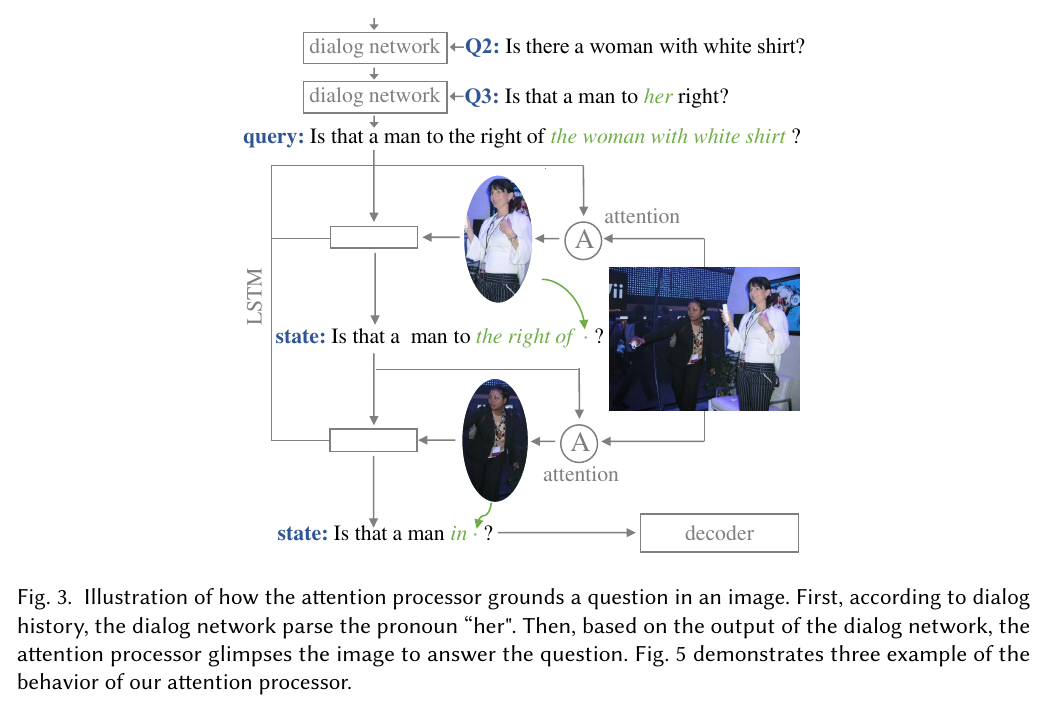 dialog network Q2: Is there a woman with white shirt?
dialog network Q3: Is that a man to her right?
query: Is that a man to the right of the woman with white shirt ?
attention
A
LSTM
Wii
state: Is that a man to the right of · ?
A
attention
state: Is that a man in · ?
decoder
Fig. 3. Illustration of how the attention processor grounds a question in an image. First, according to dialog
history, the dialog network parse the pronoun “her". Then, based on the output of the dialog network, the
attention processor glimpses the image to answer the question. Fig. 5 demonstrates three example of the
behavior of our attention processor.